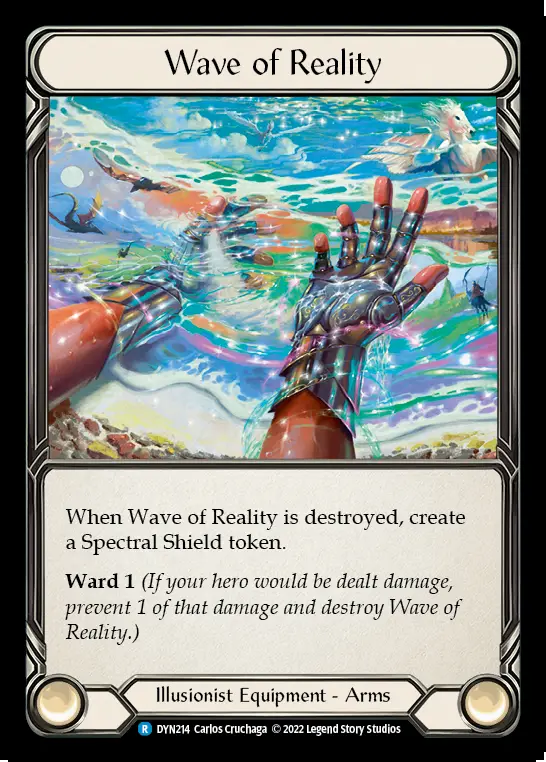 Wave of Reality
When Wave of Reality is destroyed, create
a Spectral Shield token.
Ward 1 (If your hero would be dealt damage,
prevent 1 of that damage and destroy Wave of
Reality.)
Illusionist Equipment - Arms
R DYN214 Carlos Cruchaga © 2022 Legend Story Studios